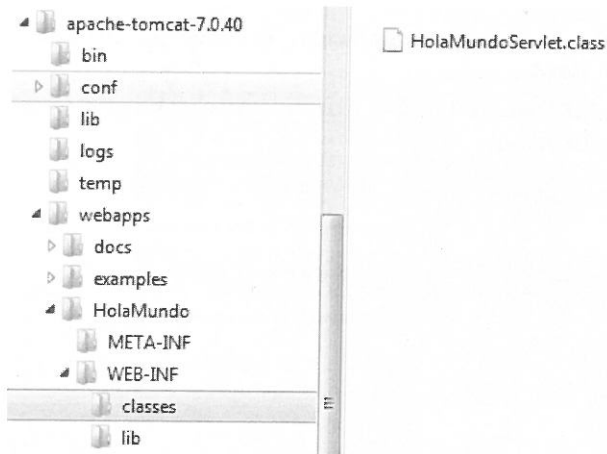 apache-tomcat-7.0.40
bin
conf
lib
logs
temp
webapps
docs
examples
HolaMundo
META-INF
WEB-INF
classes
lib
HolaMundoServlet.class